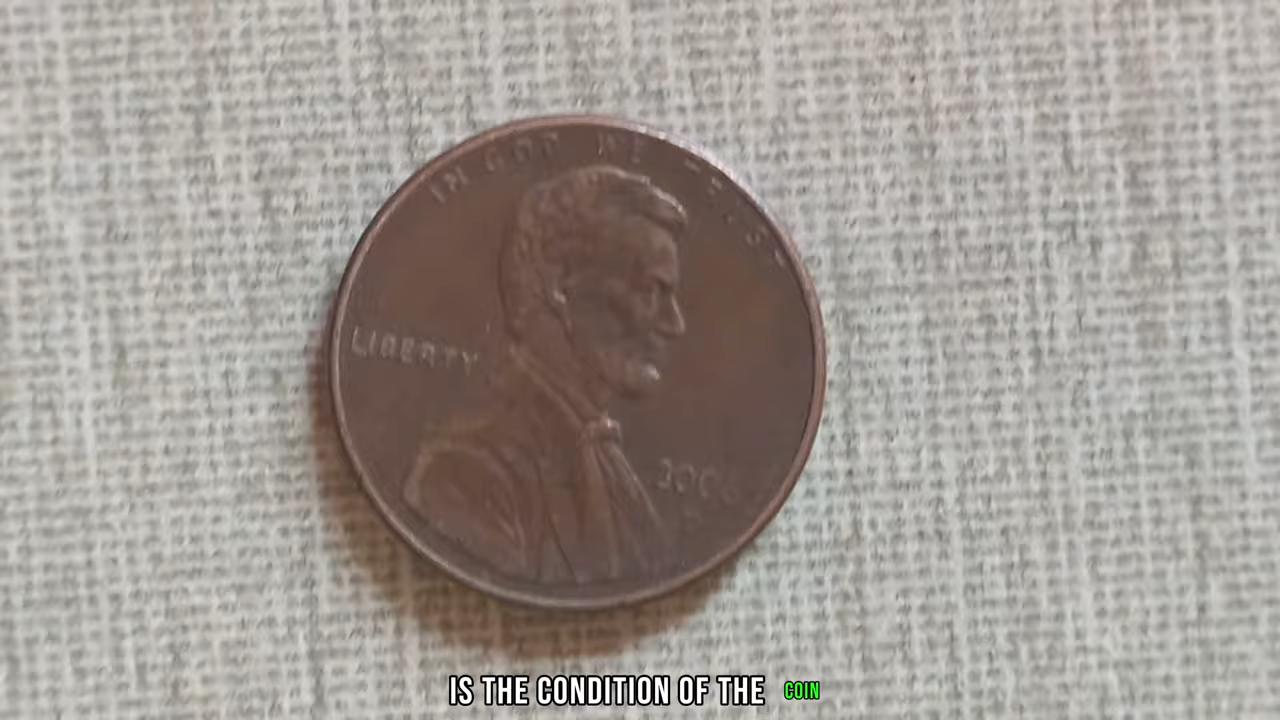 IN GOD WE TRUST
LIBERTY
IS THE CONDITION OF THE COIN